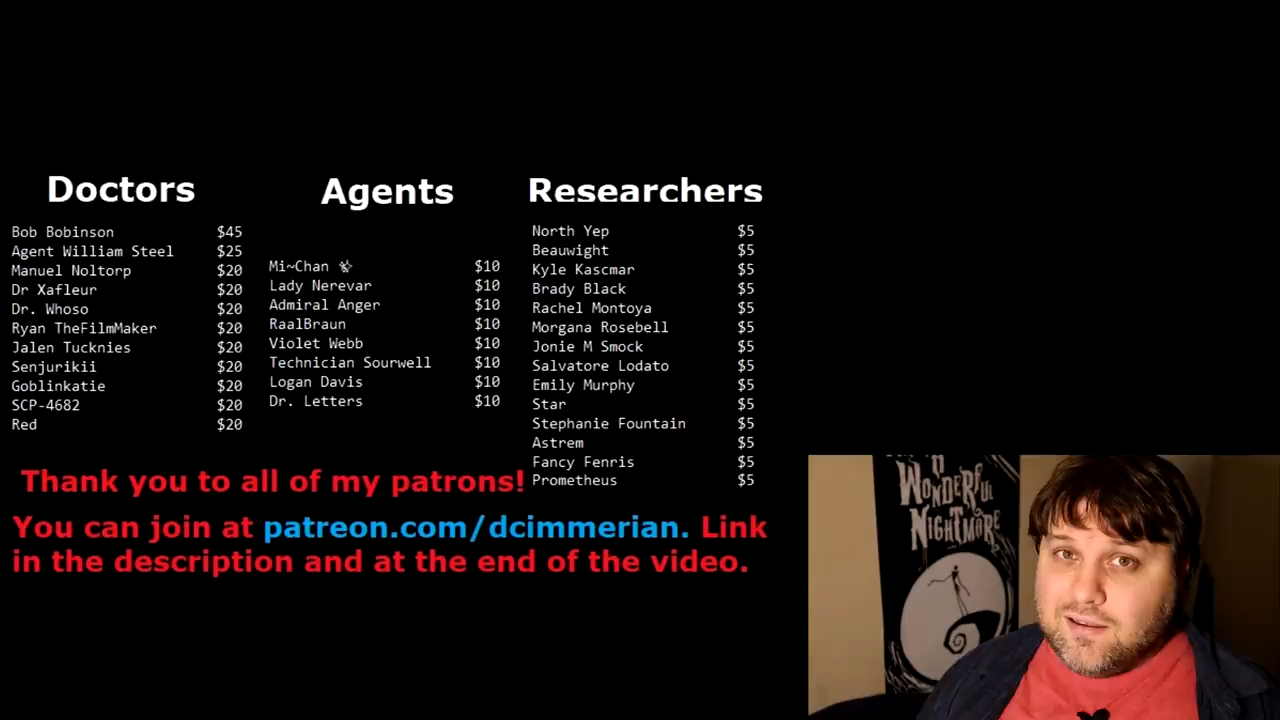 Doctors
Bob Bobinson $45
Agent William Steel $25
Manuel Noltorp $20
Dr Xafleur $20
Dr. Whoso $20
Ryan TheFilmMaker $20
Jalen Tucknies $20
Senjurikii $20
Goblinkatie $20
SCP-4682 $20
Red $20
Agents
Mi~Chan $10
Lady Nerevar $10
Admiral Anger $10
RaalBraun $10
Violet Webb $10
Technician Sourwell $10
Logan Davis $10
Dr. Letters $10
Researchers
North Yep $5
Beauwight $5
Kyle Kascmar $5
Brady Black $5
Rachel Montoya $5
Morgana Rosebell $5
Jonie M Smock $5
Salvatore Lodato $5
Emily Murphy $5
Star $5
Stephanie Fountain $5
Astrem $5
Fancy Fenris $5
Prometheus $5
Thank you to all of my patrons!
You can join at patreon.com/dcimmerian. Link
in the description and at the end of the video.
WONDERFUL
NIGHTMARE